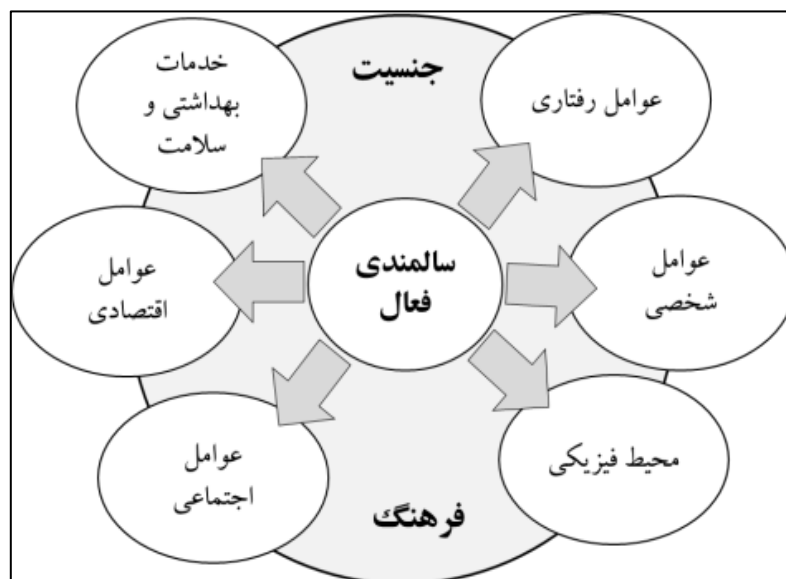 جنسیت
عوامل رفتاری
خدمات
بهداشتی و
سلامت
سالمندی
فعال
عوامل
شخصی
عوامل
اقتصادی
محیط فیزیکی
عوامل
اجتماعی
فرهنگ